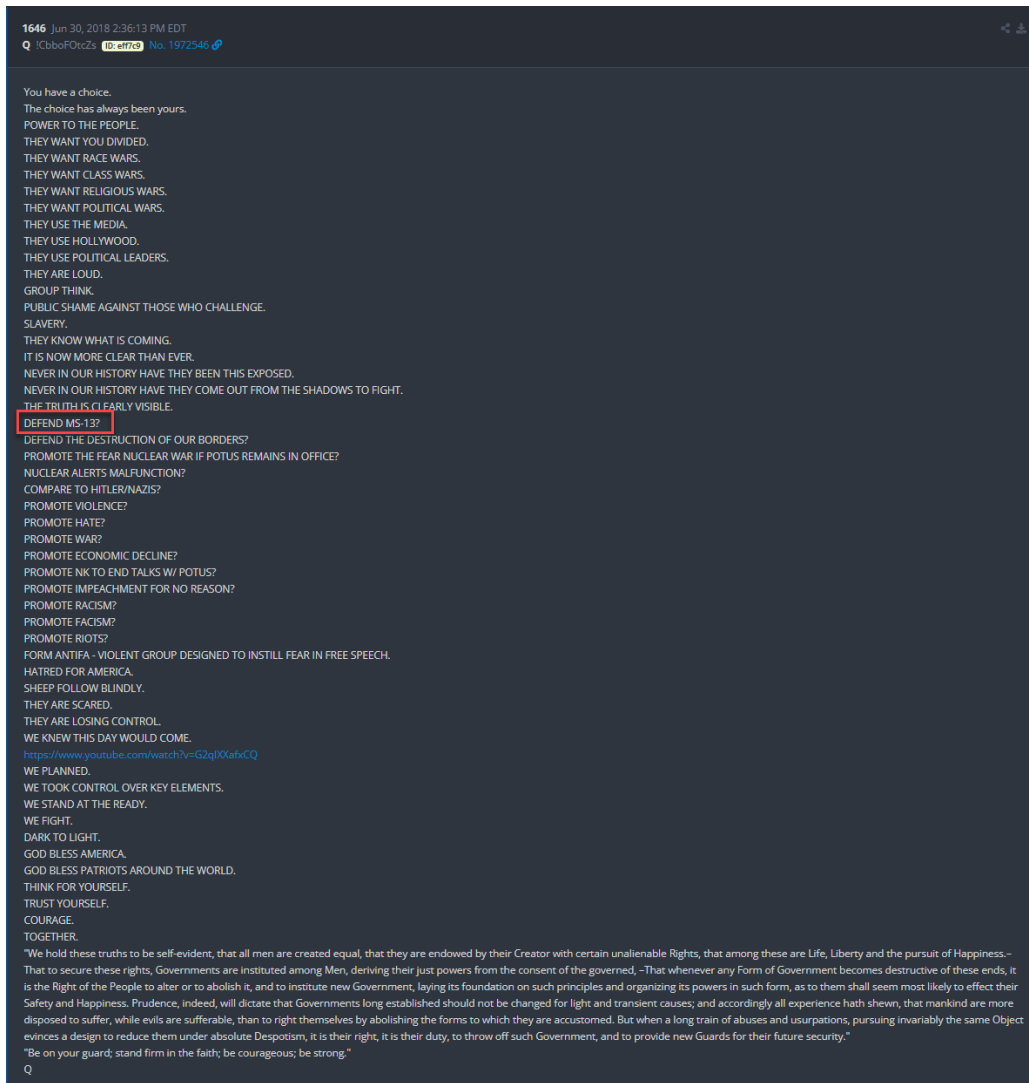 1646 Jun 30, 2018 2:36:13 PM EDT
Q !CbboFOtcZs ID: eff7c9 No. 1972546
You have a choice.
The choice has always been yours.
POWER TO THE PEOPLE.
THEY WANT YOU DIVIDED.
THEY WANT RACE WARS.
THEY WANT CLASS WARS.
THEY WANT RELIGIOUS WARS.
THEY WANT POLITICAL WARS.
THEY USE THE MEDIA.
THEY USE HOLLYWOOD.
THEY USE POLITICAL LEADERS.
THEY ARE LOUD.
GROUP THINK.
PUBLIC SHAME AGAINST THOSE WHO CHALLENGE.
SLAVERY.
THEY KNOW WHAT IS COMING.
IT IS NOW MORE CLEAR THAN EVER.
NEVER IN OUR HISTORY HAVE THEY BEEN THIS EXPOSED.
NEVER IN OUR HISTORY HAVE THEY COME OUT FROM THE SHADOWS TO FIGHT.
THE TRUTH IS CLEARLY VISIBLE.
DEFEND MS-13?
DEFEND THE DESTRUCTION OF OUR BORDERS?
PROMOTE THE FEAR NUCLEAR WAR IF POTUS REMAINS IN OFFICE?
NUCLEAR ALERTS MALFUNCTION?
COMPARE TO HITLER/NAZIS?
PROMOTE VIOLENCE?
PROMOTE HATE?
PROMOTE WAR?
PROMOTE ECONOMIC DECLINE?
PROMOTE NK TO END TALKS W/ POTUS?
PROMOTE IMPEACHMENT FOR NO REASON?
PROMOTE RACISM?
PROMOTE FACISM?
PROMOTE RIOTS?
FORM ANTIFA - VIOLENT GROUP DESIGNED TO INSTILL FEAR IN FREE SPEECH.
HATRED FOR AMERICA.
SHEEP FOLLOW BLINDLY.
THEY ARE SCARED.
THEY ARE LOSING CONTROL.
WE KNEW THIS DAY WOULD COME.
https://www.youtube.com/watch?v=G2qIXXafxCQ
WE PLANNED.
WE TOOK CONTROL OVER KEY ELEMENTS.
WE STAND AT THE READY.
WE FIGHT.
DARK TO LIGHT.
GOD BLESS AMERICA.
GOD BLESS PATRIOTS AROUND THE WORLD.
THINK FOR YOURSELF.
TRUST YOURSELF.
COURAGE.
TOGETHER.
"We hold these truths to be self-evident, that all men are created equal, that they are endowed by their Creator with certain unalienable Rights, that among these are Life, Liberty and the pursuit of Happiness.–
That to secure these rights, Governments are instituted among Men, deriving their just powers from the consent of the governed, –That whenever any Form of Government becomes destructive of these ends, it
is the Right of the People to alter or to abolish it, and to institute new Government, laying its foundation on such principles and organizing its powers in such form, as to them shall seem most likely to effect their
Safety and Happiness. Prudence, indeed, will dictate that Governments long established should not be changed for light and transient causes; and accordingly all experience hath shewn, that mankind are more
disposed to suffer, while evils are sufferable, than to right themselves by abolishing the forms to which they are accustomed. But when a long train of abuses and usurpations, pursuing invariably the same Object
evinces a design to reduce them under absolute Despotism, it is their right, it is their duty, to throw off such Government, and to provide new Guards for their future security."
"Be on your guard; stand firm in the faith; be courageous; be strong."
Q